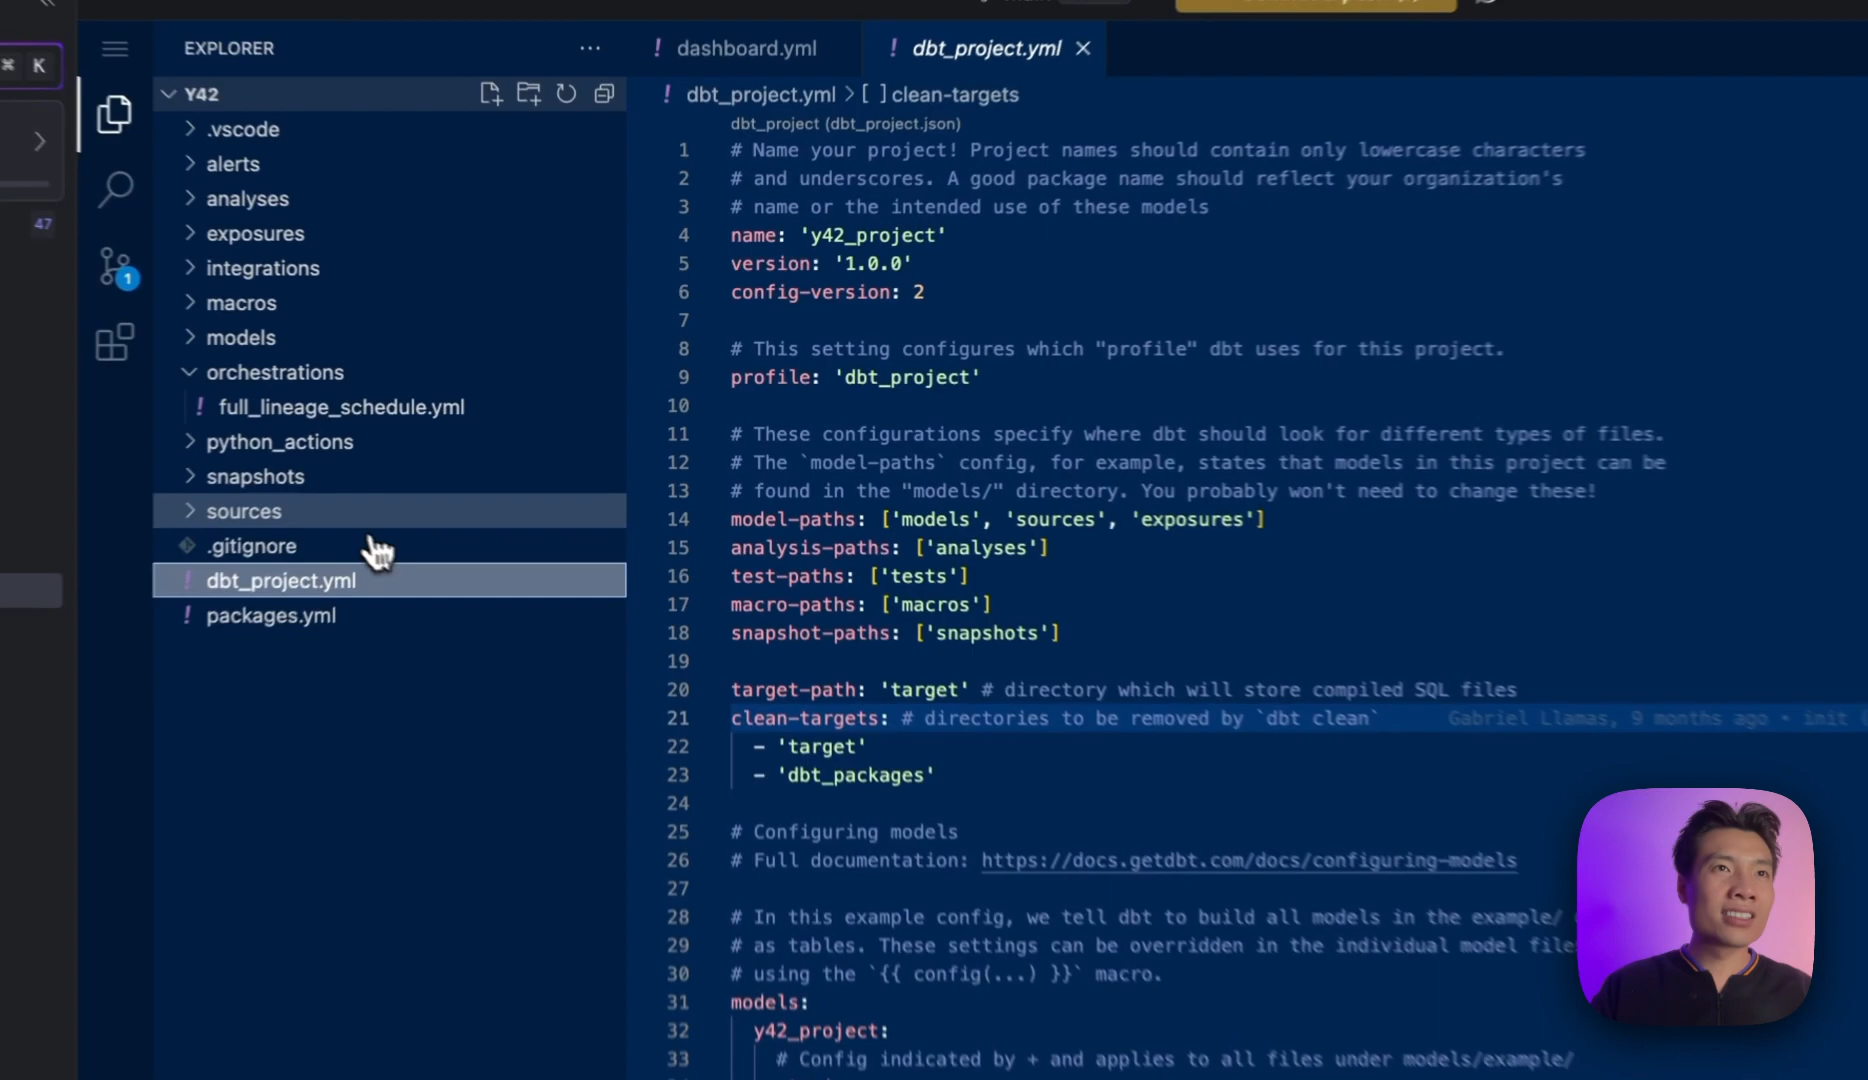 ⌘ K
47
1
EXPLORER
Y42
.vscode
alerts
analyses
exposures
integrations
macros
models
orchestrations
! full_lineage_schedule.yml
python_actions
snapshots
sources
.gitignore
! dbt_project.yml
! packages.yml
! dashboard.yml
! dbt_project.yml
! dbt_project.yml > [ ] clean-targets
dbt_project (dbt_project.json)
1 # Name your project! Project names should contain only lowercase characters
2 # and underscores. A good package name should reflect your organization's
3 # name or the intended use of these models
4 name: 'y42_project'
5 version: '1.0.0'
6 config-version: 2
7
8 # This setting configures which "profile" dbt uses for this project.
9 profile: 'dbt_project'
10
11 # These configurations specify where dbt should look for different types of files.
12 # The `model-paths` config, for example, states that models in this project can be
13 # found in the "models/" directory. You probably won't need to change these!
14 model-paths: ['models', 'sources', 'exposures']
15 analysis-paths: ['analyses']
16 test-paths: ['tests']
17 macro-paths: ['macros']
18 snapshot-paths: ['snapshots']
19
20 target-path: 'target' # directory which will store compiled SQL files
21 clean-targets: # directories to be removed by `dbt clean` Gabriel Llamas, 9 months ago • init
22 - 'target'
23 - 'dbt_packages'
24
25 # Configuring models
26 # Full documentation: https://docs.getdbt.com/docs/configuring-models
27
28 # In this example config, we tell dbt to build all models in the example/
29 # as tables. These settings can be overridden in the individual model file
30 # using the `{{ config(...) }}` macro.
31 models:
32 y42_project:
33 # Config indicated by + and applies to all files under models/example/